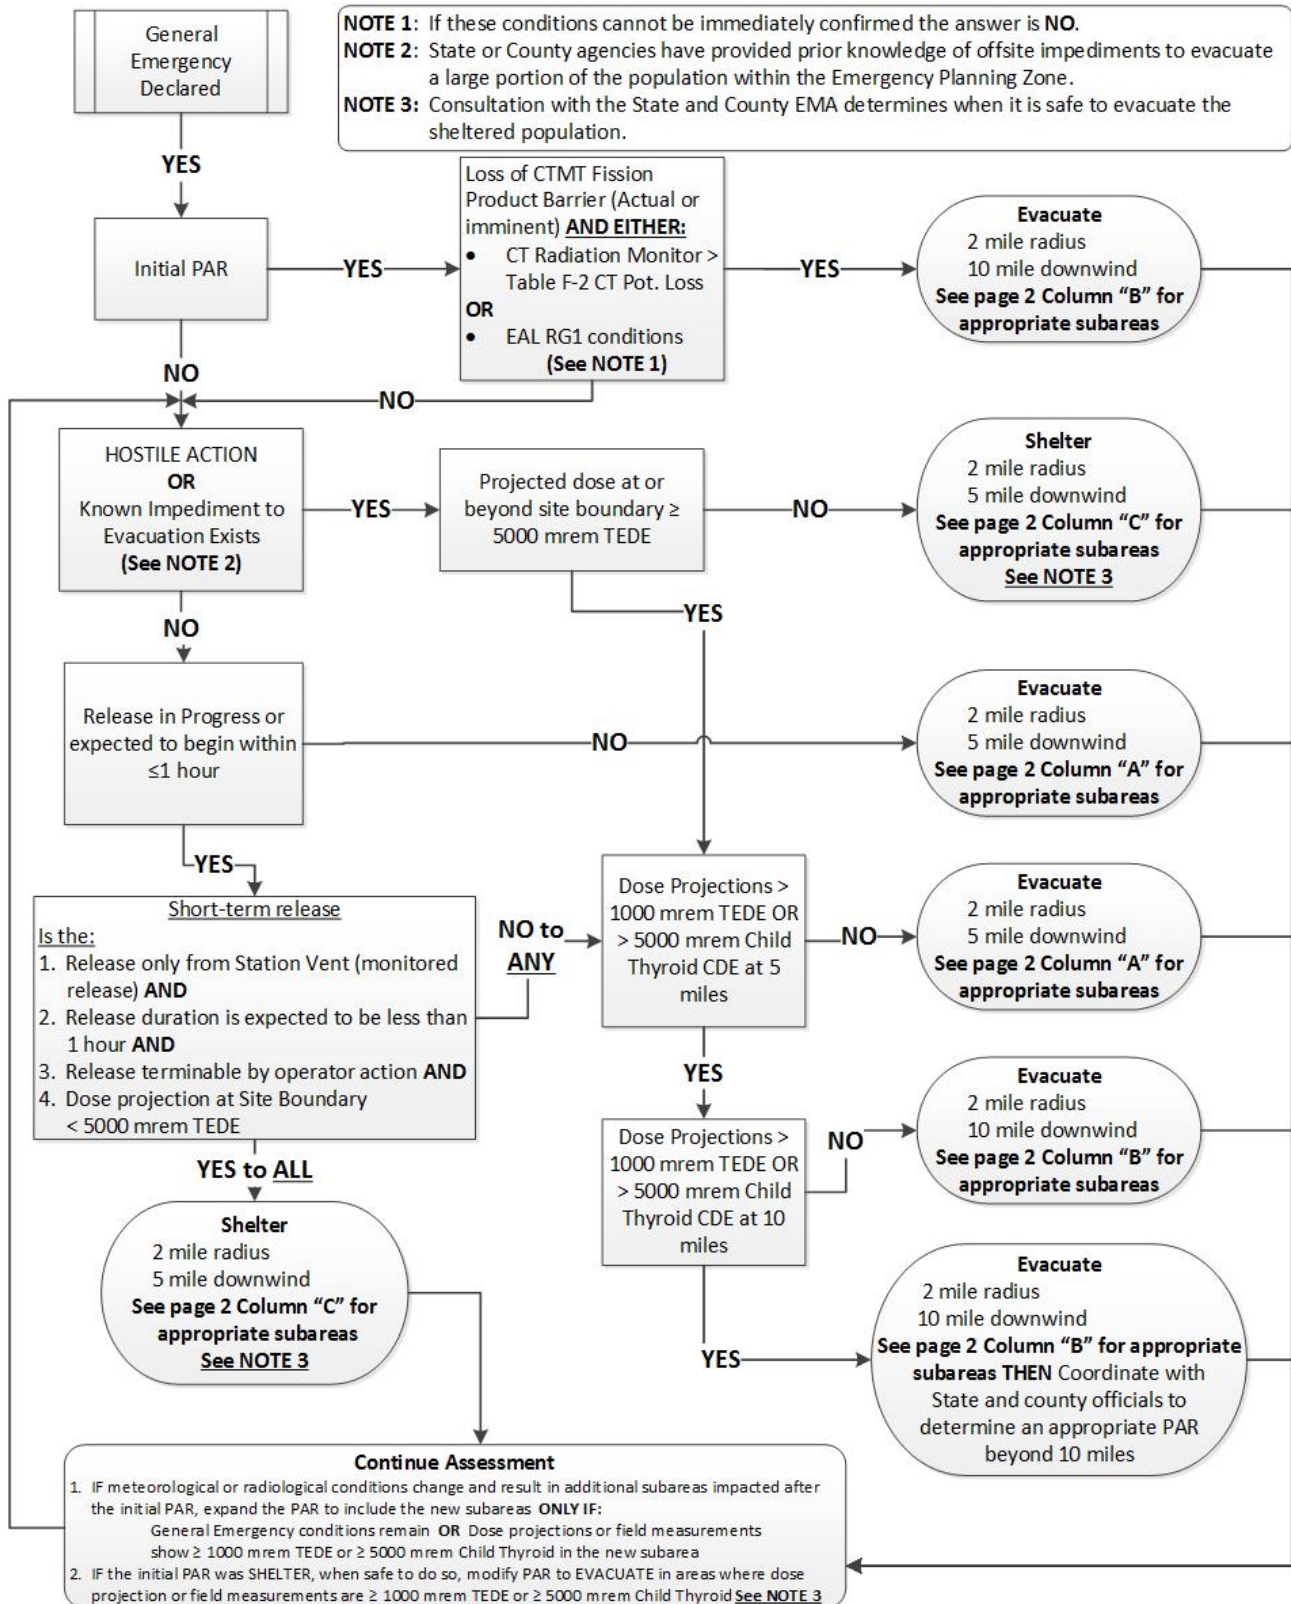 General
Emergency
Declared
NOTE 1: If these conditions cannot be immediately confirmed the answer is NO.
NOTE 2: State or County agencies have provided prior knowledge of offsite impediments to evacuate
a large portion of the population within the Emergency Planning Zone.
NOTE 3: Consultation with the State and County EMA determines when it is safe to evacuate the
sheltered population.
YES
Initial PAR
YES
Loss of CTMT Fission
Product Barrier (Actual or
imminent) AND EITHER:
• CT Radiation Monitor >
Table F-2 CT Pot. Loss
OR
• EAL RG1 conditions
(See NOTE 1)
YES
Evacuate
2 mile radius
10 mile downwind
See page 2 Column “B” for
appropriate subareas
NO
NO
HOSTILE ACTION
OR
Known Impediment to
Evacuation Exists
(See NOTE 2)
YES
Projected dose at or
beyond site boundary ≥
5000 mrem TEDE
NO
Shelter
2 mile radius
5 mile downwind
See page 2 Column “C” for
appropriate subareas
See NOTE 3
YES
NO
Release in Progress or
expected to begin within
≤1 hour
NO
Evacuate
2 mile radius
5 mile downwind
See page 2 Column “A” for
appropriate subareas
YES
Short-term release
Is the:
1. Release only from Station Vent (monitored
release) AND
2. Release duration is expected to be less than
1 hour AND
3. Release terminable by operator action AND
4. Dose projection at Site Boundary
< 5000 mrem TEDE
NO to
ANY
Dose Projections >
1000 mrem TEDE OR
> 5000 mrem Child
Thyroid CDE at 5
miles
NO
Evacuate
2 mile radius
5 mile downwind
See page 2 Column “A” for
appropriate subareas
YES
Dose Projections >
1000 mrem TEDE OR
> 5000 mrem Child
Thyroid CDE at 10
miles
NO
Evacuate
2 mile radius
10 mile downwind
See page 2 Column “B” for
appropriate subareas
YES to ALL
Shelter
2 mile radius
5 mile downwind
See page 2 Column “C” for
appropriate subareas
See NOTE 3
YES
Evacuate
2 mile radius
10 mile downwind
See page 2 Column “B” for appropriate
subareas THEN Coordinate with
State and county officials to
determine an appropriate PAR
beyond 10 miles
Continue Assessment
1. IF meteorological or radiological conditions change and result in additional subareas impacted after
the initial PAR, expand the PAR to include the new subareas ONLY IF:
General Emergency conditions remain OR Dose projections or field measurements
show ≥ 1000 mrem TEDE or ≥ 5000 mrem Child Thyroid in the new subarea
2. IF the initial PAR was SHELTER, when safe to do so, modify PAR to EVACUATE in areas where dose
projection or field measurements are ≥ 1000 mrem TEDE or ≥ 5000 mrem Child Thyroid See NOTE 3